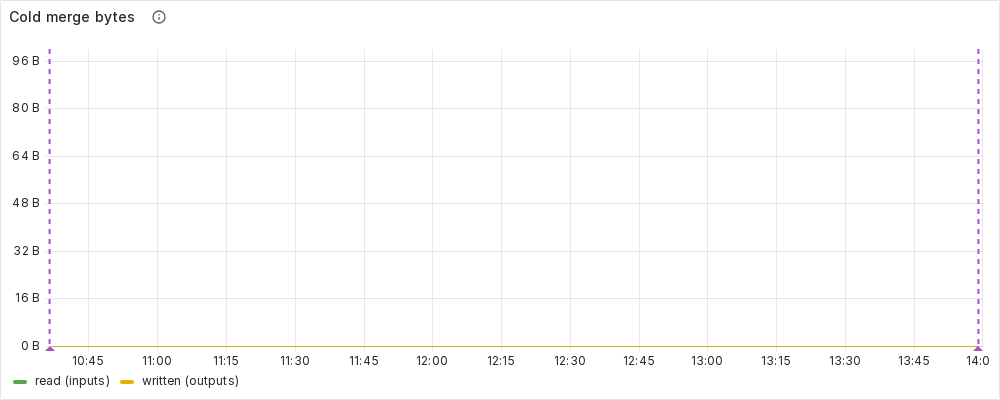 Cold merge bytes
96 B
80 B
64 B
48 B
32 B
16 B
0 B
10:45 11:00 11:15 11:30 11:45 12:00 12:15 12:30 12:45 13:00 13:15 13:30 13:45 14:0
read (inputs) written (outputs)